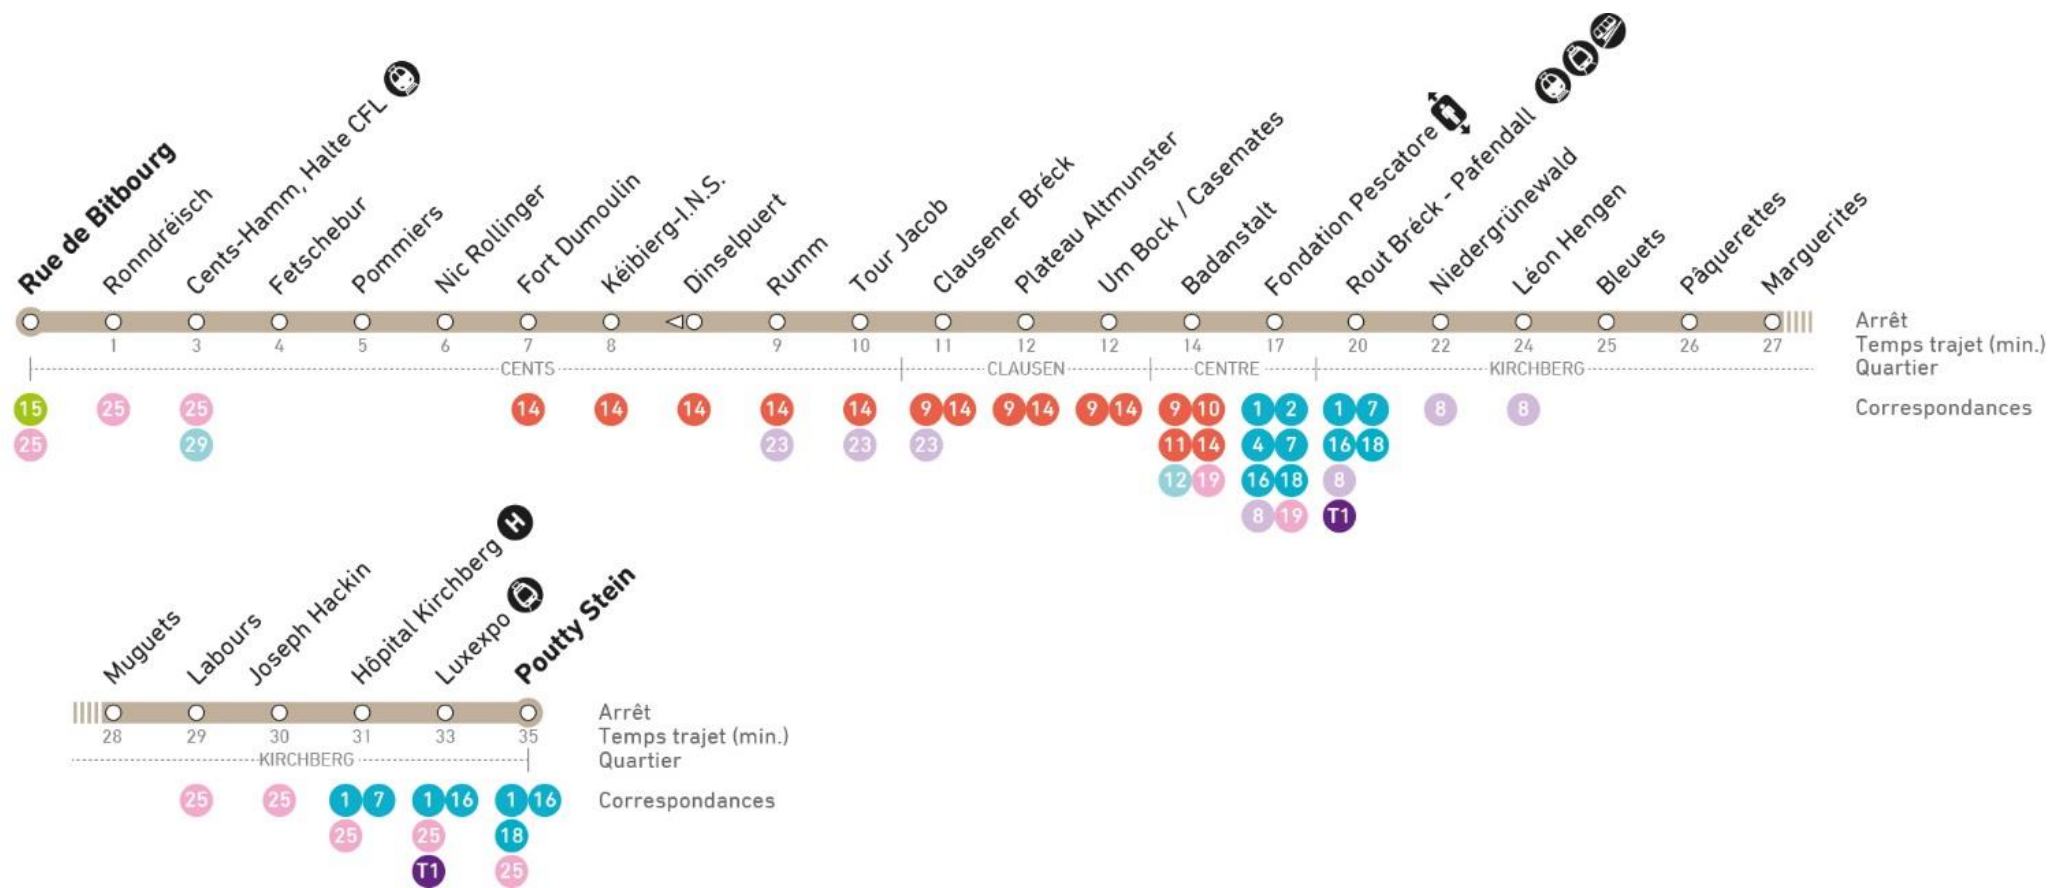 Rue de Bitbourg
Ronndréisch
Cents-Hamm, Halte CFL
Fetschebur
Pommiers
Nic Rollinger
Fort Dumoulin
Kéibierg-I.N.S.
Dinselpuert
Rumm
Tour Jacob
Clausener Bréck
Plateau Altmunster
Um Bock / Casemates
Badanstalt
Fondation Pescatore
Rout Bréck - Pafendall
Niedergrünewald
Léon Hengen
Bleuets
Pâquerettes
Marguerites
Arrêt
1 3 4 5 6 7 8 9 10 11 12 12 14 17 20 22 24 25 26 27 Temps trajet (min.)
CENTS CLAUSEN CENTRE KIRCHBERG Quartier
15 25 25 14 14 14 14 14 9 14 9 14 9 14 9 10 1 2 1 7 8 8 Correspondances
25 29 23 23 23 11 14 4 7 16 18
12 19 16 18 8
8 19 T1
H
Muguets
Labours
Joseph Hackin
Hôpital Kirchberg
Luxexpo
Poutty Stein
Arrêt
28 29 30 31 33 35 Temps trajet (min.)
KIRCHBERG Quartier
25 25 1 7 1 16 1 16 Correspondances
25 25 18
T1 25